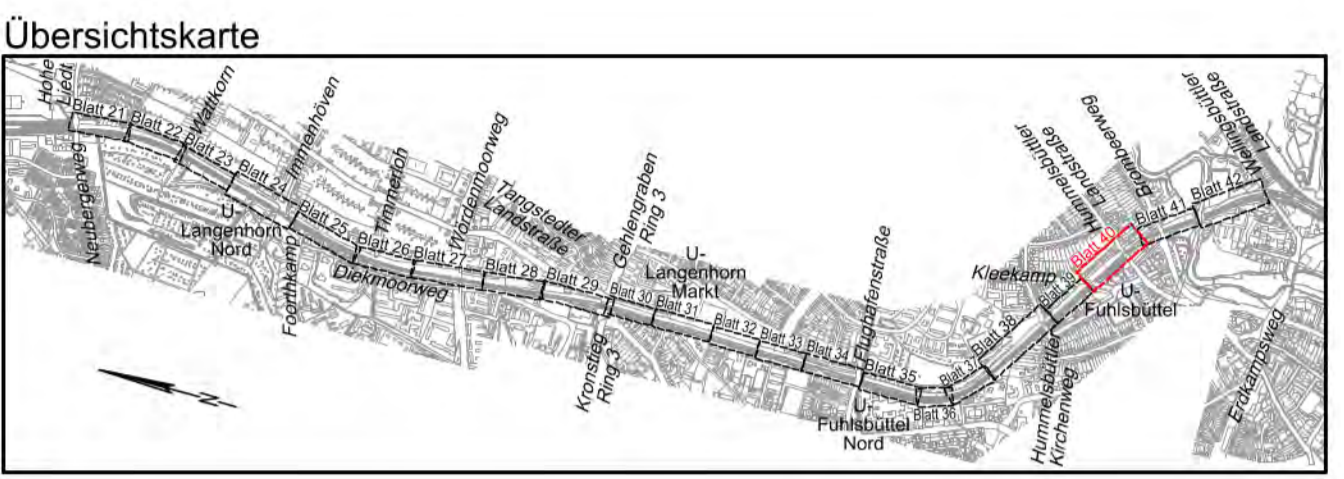 Übersichtskarte
Hohe
Liedt
Blatt 21
Blatt 22
Wattkorn
Blatt 23
Blatt 24
Immenhöven
Neubergerweg
U-
Langenhorn
Nord
Foorthkamp
Blatt 25
Timmerloh
Blatt 26
Diekmoorweg
Blatt 27
Wördenmoorweg
Tangstedter
Landstraße
Blatt 28
Blatt 29
Gehlengraben
Ring 3
Blatt 30
Kronstieg
Ring 3
Blatt 31
U-
Langenhorn
Markt
Blatt 32
Blatt 33
Blatt 34
Flughafenstraße
Blatt 35
U-
Fuhlsbüttel
Nord
Blatt 36
Blatt 37
Blatt 38
Blatt 39
Kleekamp
Hummelsbüttler
Kirchenweg
Blatt 40
Hummelsbüttler
Landstraße
Brombeerweg
U-
Fuhlsbüttel
Blatt 41
Blatt 42
Wellingsbüttler
Landstraße
Erdkampsweg
N